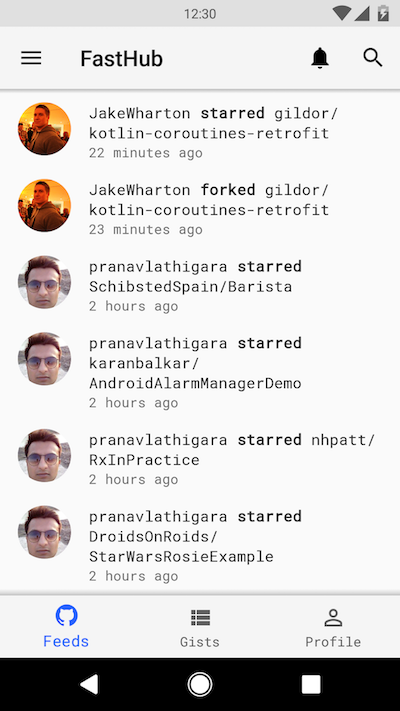 12:30
FastHub
JakeWharton starred gildor/
kotlin-coroutines-retrofit
22 minutes ago
JakeWharton forked gildor/
kotlin-coroutines-retrofit
23 minutes ago
pranavlathigara starred
SchibstedSpain/Barista
2 hours ago
pranavlathigara starred
karanbalkar/
AndroidAlarmManagerDemo
2 hours ago
pranavlathigara starred nhpatt/
RxInPractice
2 hours ago
pranavlathigara starred
DroidsOnRoids/
StarWarsRosieExample
2 hours ago
Feeds
Gists
Profile